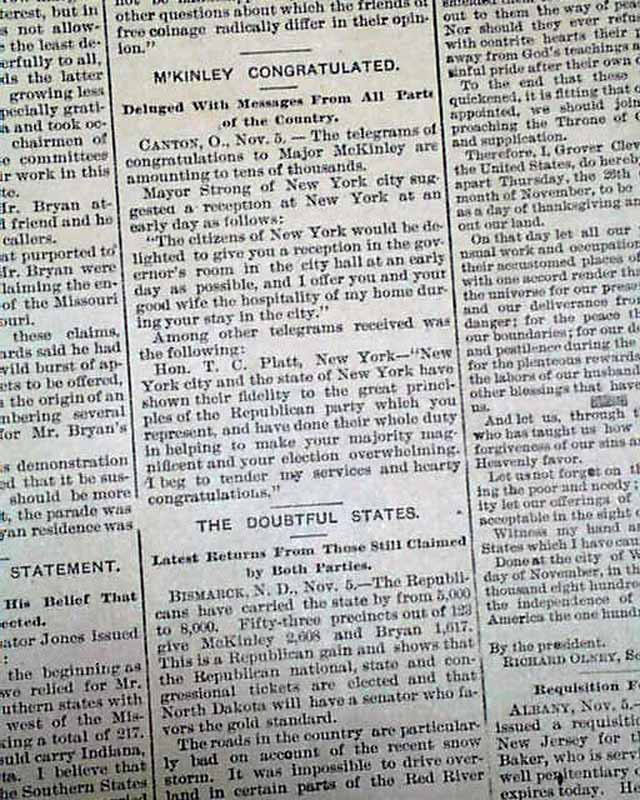 terest, but in
s not allow-
e the least de-
erfully to all,
ds the latter
growing less
pecially grati-
a and took oc-
chairmen of
e committees
ir work in this
te.
Mr. Bryan at-
d friend and he
callers.
at purported to
Mr. Bryan were
laiming the en-
of the Missouri
ouri.
these claims,
ards said he had
wild burst of ap-
ets to be offered,
s the origin of an
mbering several
for Mr. Bryan's
s demonstration
ed that it be sus-
should be more
t, the parade was
yan residence was
STATEMENT.
His Belief That
ected.
nator Jones issued
:
the beginning as
we relied for Mr.
uthern states with
west of the Mis-
king a total of 217.
ould carry Indiana,
ta. I believe that
he Southern States
other questions about which the friends of
free coinage radically differ in their opin-
ion."
M'KINLEY CONGRATULATED.
Deluged With Messages From All Parts
of the Country.
CANTON, O., Nov. 5. — The telegrams of
congratulations to Major McKinley are
amounting to tens of thousands.
Mayor Strong of New York city sug-
gested a reception at New York at an
early day as follows:
"The citizens of New York would be de-
lighted to give you a reception in the gov-
ernor's room in the city hall at an early
day as possible, and I offer you and your
good wife the hospitality of my home dur-
ing your stay in the city."
Among other telegrams received was
the following:
Hon. T. C. Platt, New York—"New
York city and the state of New York have
shown their fidelity to the great princi-
ples of the Republican party which you
represent, and have done their whole duty
in helping to make your majority mag-
nificent and your election overwhelming.
I beg to tender my services and hearty
congratulations."
THE DOUBTFUL STATES.
Latest Returns From Those Still Claimed
by Both Parties.
BISMARCK, N. D., Nov. 5.—The Republi-
cans have carried the state by from 5,000
to 8,000. Fifty-three precincts out of 123
give McKinley 2,608 and Bryan 1,617.
This is a Republican gain and shows that
the Republican national, state and con-
gressional tickets are elected and that
North Dakota will have a senator who fa-
vors the gold standard.
The roads in the country are particular-
ly bad on account of the recent snow
storm. It was impossible to drive over-
land in certain parts of the Red River
out to them the way of peac
Nor should they ever refu
with contrite hearts their p
away from God's teachings a
sinful pride after their own d
To the end that these
quickened, it is fitting that o
appointed, we should join
preaching the Throne of G
and supplication.
Therefore, I, Grover Clev
the United States, do hereby
apart Thursday, the 26th
month of November, to be
as a day of thanksgiving an
out our land.
On that day let all our
usual work and occupation
their accustomed places of
with one accord render tha
the universe for our prese
and our deliverance from
danger; for the peace th
our boundaries; for our de
and pestilence during the
for the plenteous rewards
the labors of our husband
other blessings that have
us.
And let us, through
who has taught us how
forgiveness of our sins a
Heavenly favor.
Let us not forget on th
ing the poor and needy;
ity let our offerings of
acceptable in the sight o
Witness my hand a
States which I have cau
Done at the city of W
day of November, in th
thousand eight hundred
the independence of
America the one hund
By the president.
RICHARD OLNEY, Se
Requisition F
ALBANY, Nov. 5.—
issued a requisitio
New Jersey for th
Baker, who is serv
well penitentiary
expires today. H